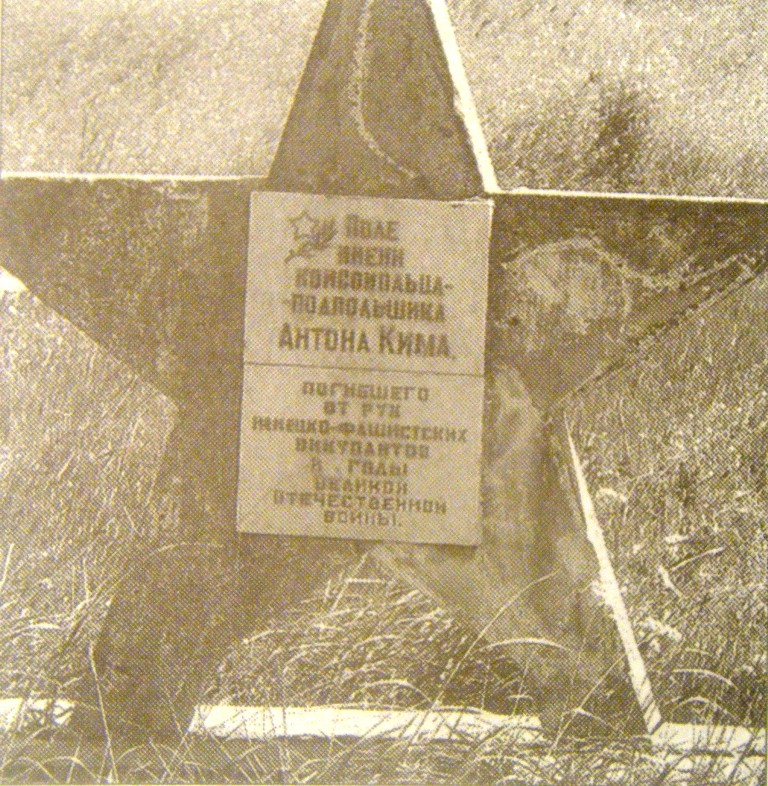 ПОЛЕ
ИМЕНИ
КОМСОМОЛЬЦА-
-ПОДПОЛЬЩИКА
АНТОНА КИМА,
ПОГИБШЕГО
ОТ РУК
НЕМЕЦКО-ФАШИСТСКИХ
ОККУПАНТОВ
В ГОДЫ
ВЕЛИКОЙ
ОТЕЧЕСТВЕННОЙ
ВОЙНЫ.